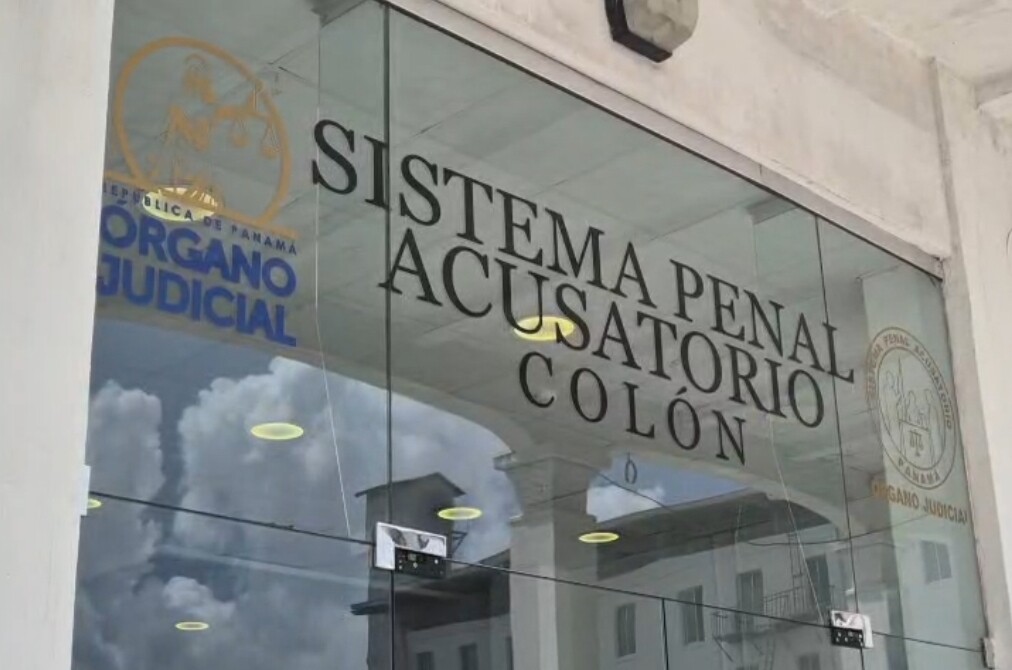 REPÚBLICA DE PANAMÁ
ÓRGANO
JUDICIAL
SISTEMA PENAL
ACUSATORIO
COLÓN
SISTEMA PENAL ACUSATORIO
PANAMÁ
ÓRGANO JUDICIAL